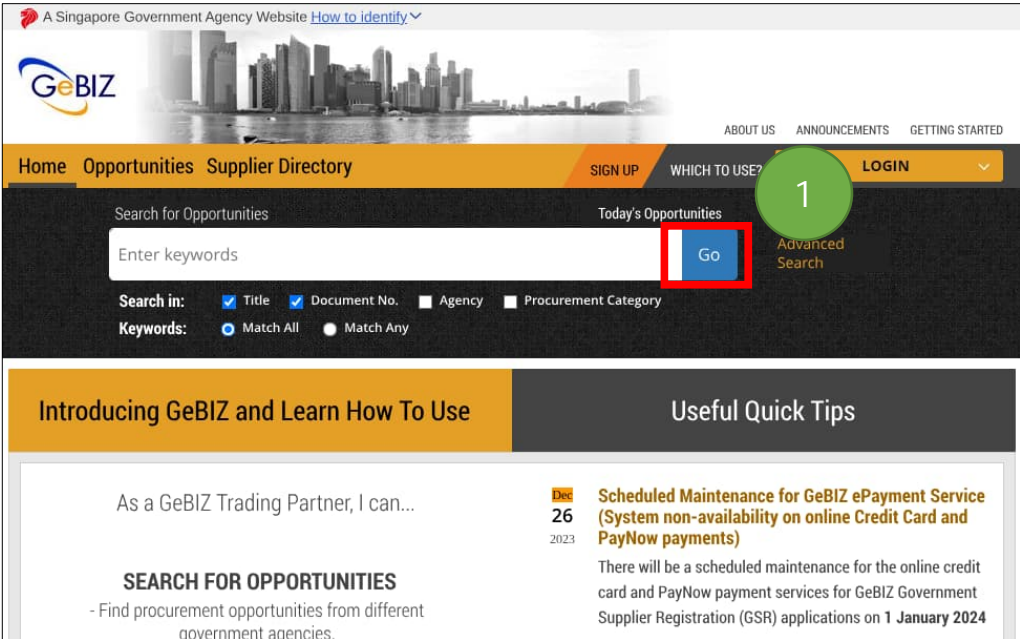 A Singapore Government Agency Website How to identify
GeBIZ
ABOUT US ANNOUNCEMENTS GETTING STARTED
Home Opportunities Supplier Directory SIGN UP WHICH TO USE? LOGIN
1
Search for Opportunities Today's Opportunities
Enter keywords Go Advanced
Search
Search in: Title Document No. Agency Procurement Category
Keywords: Match All Match Any
Introducing GeBIZ and Learn How To Use
Useful Quick Tips
As a GeBIZ Trading Partner, I can...
SEARCH FOR OPPORTUNITIES
- Find procurement opportunities from different
government agencies.
Dec
26
2023
Scheduled Maintenance for GeBIZ ePayment Service
(System non-availability on online Credit Card and
PayNow payments)
There will be a scheduled maintenance for the online credit
card and PayNow payment services for GeBIZ Government
Supplier Registration (GSR) applications on 1 January 2024